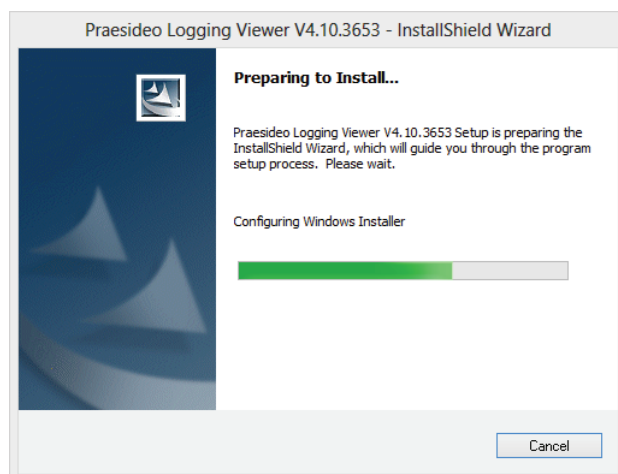 Praesideo Logging Viewer V4.10.3653 - InstallShield Wizard
Preparing to Install...
Praesideo Logging Viewer V4.10.3653 Setup is preparing the
InstallShield Wizard, which will guide you through the program
setup process.  Please wait.
Configuring Windows Installer
Cancel